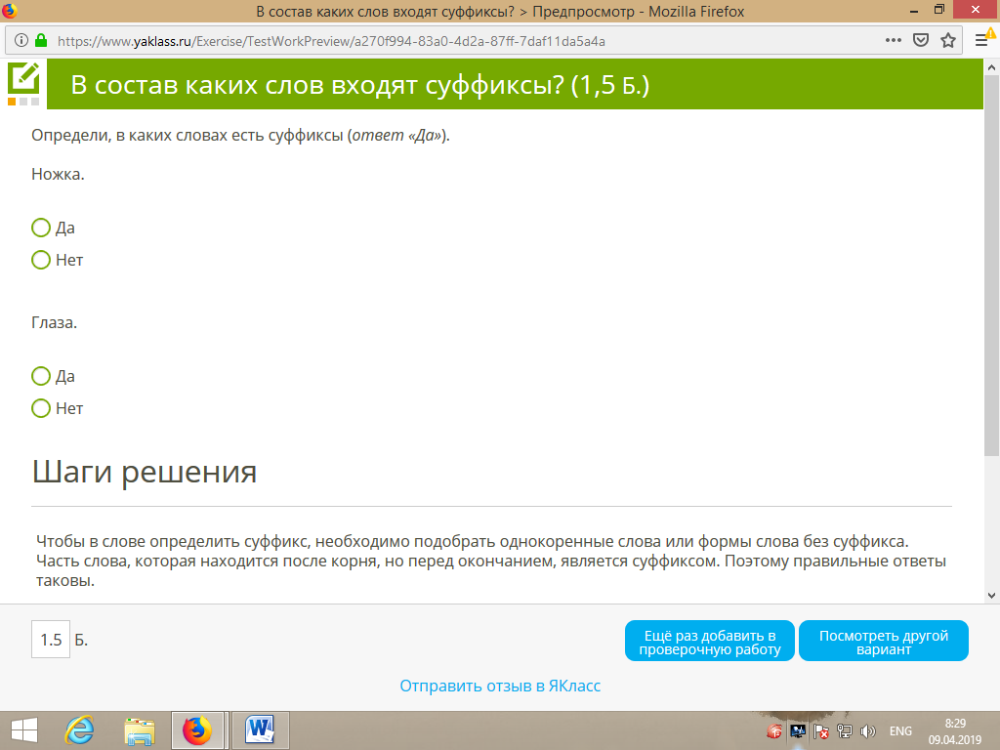 В состав каких слов входят суффиксы? > Предпросмотр - Mozilla Firefox
https://www.yaklass.ru/Exercise/TestWorkPreview/a270f994-83a0-4d2a-87ff-7daf11da5a4a
В состав каких слов входят суффиксы? (1,5 Б.)
Определи, в каких словах есть суффиксы (ответ «Да»).
Ножка.
Да
Нет
Глаза.
Да
Нет
Шаги решения
Чтобы в слове определить суффикс, необходимо подобрать однокоренные слова или формы слова без суффикса.
Часть слова, которая находится после корня, но перед окончанием, является суффиксом. Поэтому правильные ответы
таковы.
1.5 Б.
Ещё раз добавить в
проверочную работу
Посмотреть другой
вариант
Отправить отзыв в ЯКласс
ENG
8:29
09.04.2019